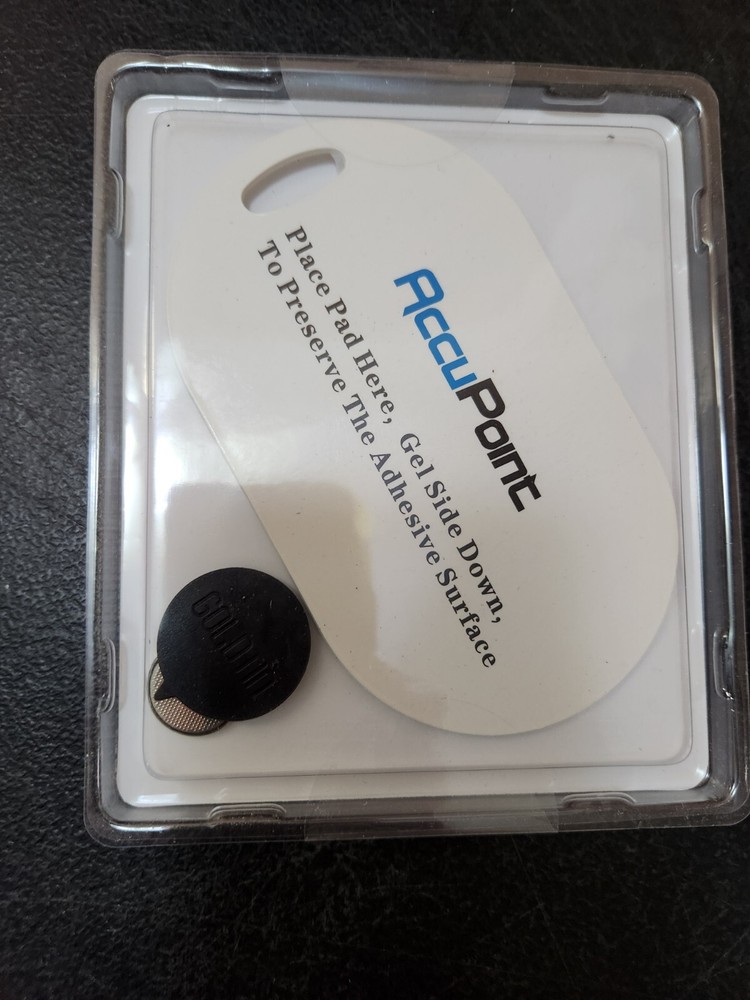 AccuPoint
Place Pad Here, Gel Side Down,
To Preserve The Adhesive Surface